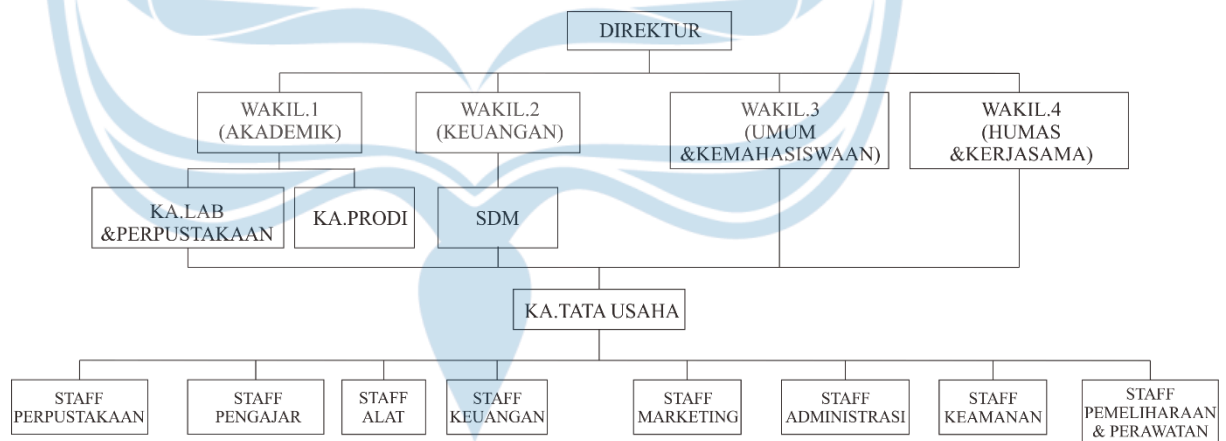 DIREKTUR
WAKIL.1
(AKADEMIK)
WAKIL.2
(KEUANGAN)
WAKIL.3
(UMUM
&KEMAHASISWAAN)
WAKIL.4
(HUMAS
&KERJASAMA)
KA.LAB
&PERPUSTAKAAN
KA.PRODI
SDM
KA.TATA USAHA
STAFF
PERPUSTAKAAN
STAFF
PENGAJAR
STAFF
ALAT
STAFF
KEUANGAN
STAFF
MARKETING
STAFF
ADMINISTRASI
STAFF
KEAMANAN
STAFF
PEMELIHARAAN
& PERAWATAN